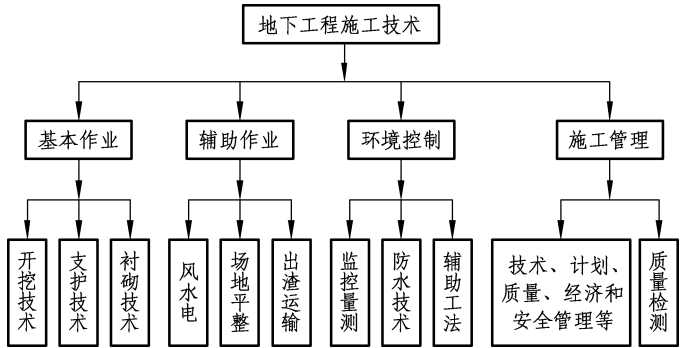 地下工程施工技术
基本作业
辅助作业
环境控制
施工管理
开挖技术
支护技术
衬砌技术
风水电
场地平整
出渣运输
监控量测
防水技术
辅助工法
技术、计划、
质量、经济和
安全管理等
质量检测